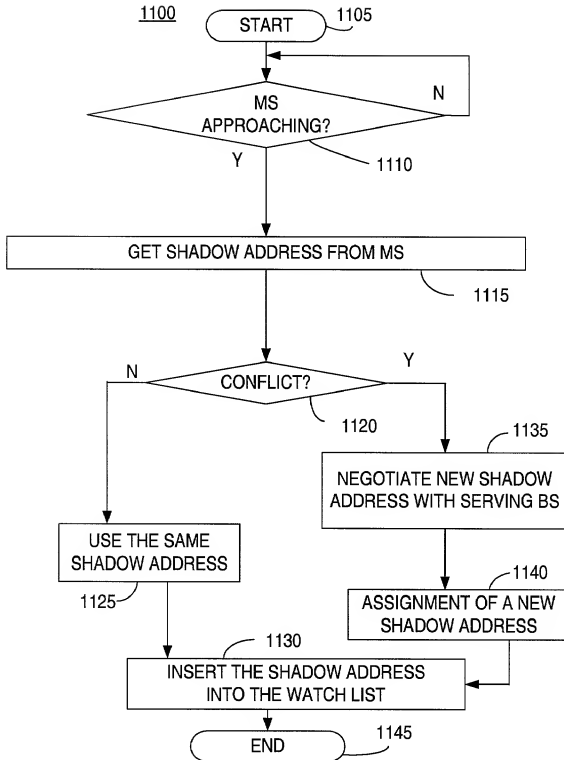 1100
START
1105
N
MS
APPROACHING?
1110
Y
GET SHADOW ADDRESS FROM MS
1115
N
Y
CONFLICT?
1120
1135
NEGOTIATE NEW SHADOW
ADDRESS WITH SERVING BS
USE THE SAME
SHADOW ADDRESS
1125
1140
ASSIGNMENT OF A NEW
SHADOW ADDRESS
1130
INSERT THE SHADOW ADDRESS
INTO THE WATCH LIST
END
1145